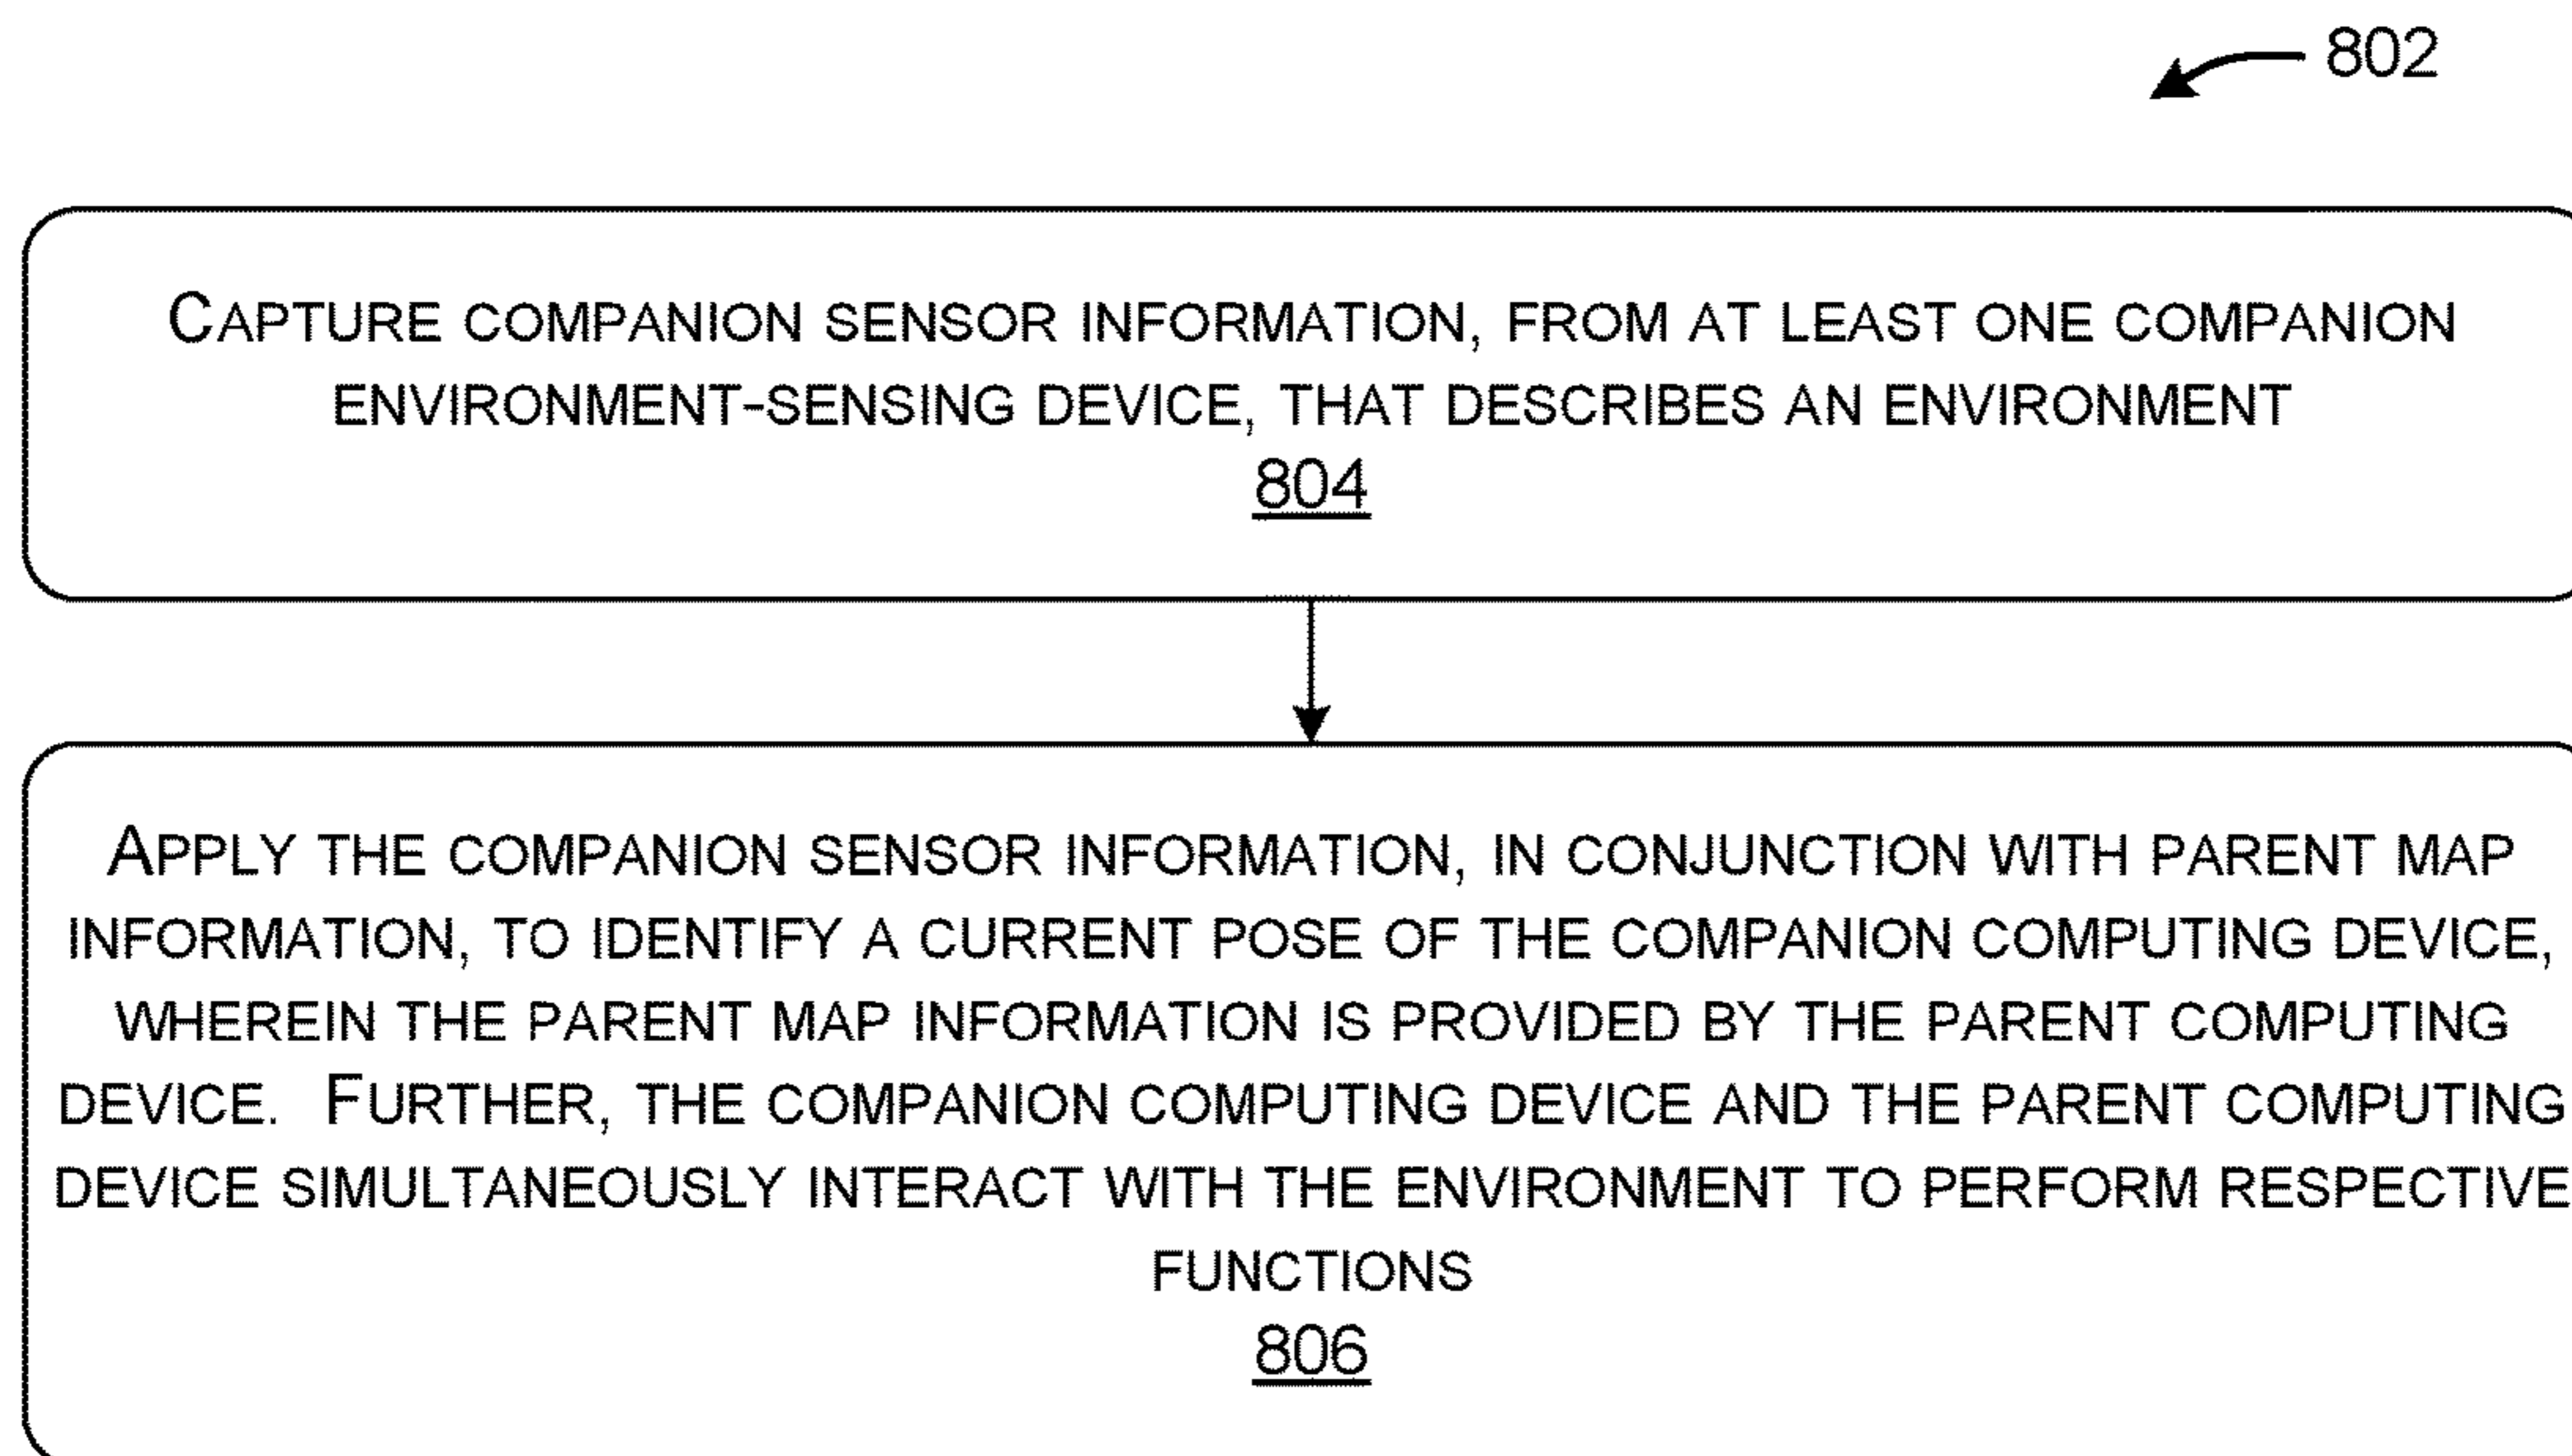 802
CAPTURE COMPANION SENSOR INFORMATION, FROM AT LEAST ONE COMPANION
ENVIRONMENT-SENSING DEVICE, THAT DESCRIBES AN ENVIRONMENT
804
APPLY THE COMPANION SENSOR INFORMATION, IN CONJUNCTION WITH PARENT MAP
INFORMATION, TO IDENTIFY A CURRENT POSE OF THE COMPANION COMPUTING DEVICE,
WHEREIN THE PARENT MAP INFORMATION IS PROVIDED BY THE PARENT COMPUTING
DEVICE. FURTHER, THE COMPANION COMPUTING DEVICE AND THE PARENT COMPUTING
DEVICE SIMULTANEOUSLY INTERACT WITH THE ENVIRONMENT TO PERFORM RESPECTIVE
FUNCTIONS
806